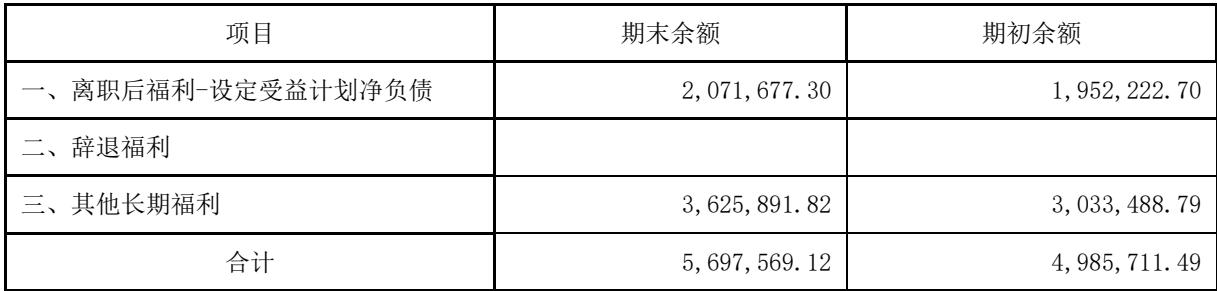 项目 期末余额 期初余额
一、离职后福利-设定受益计划净负债 2,071,677.30 1,952,222.70
二、辞退福利
三、其他长期福利 3,625,891.82 3,033,488.79
合计 5,697,569.12 4,985,711.49